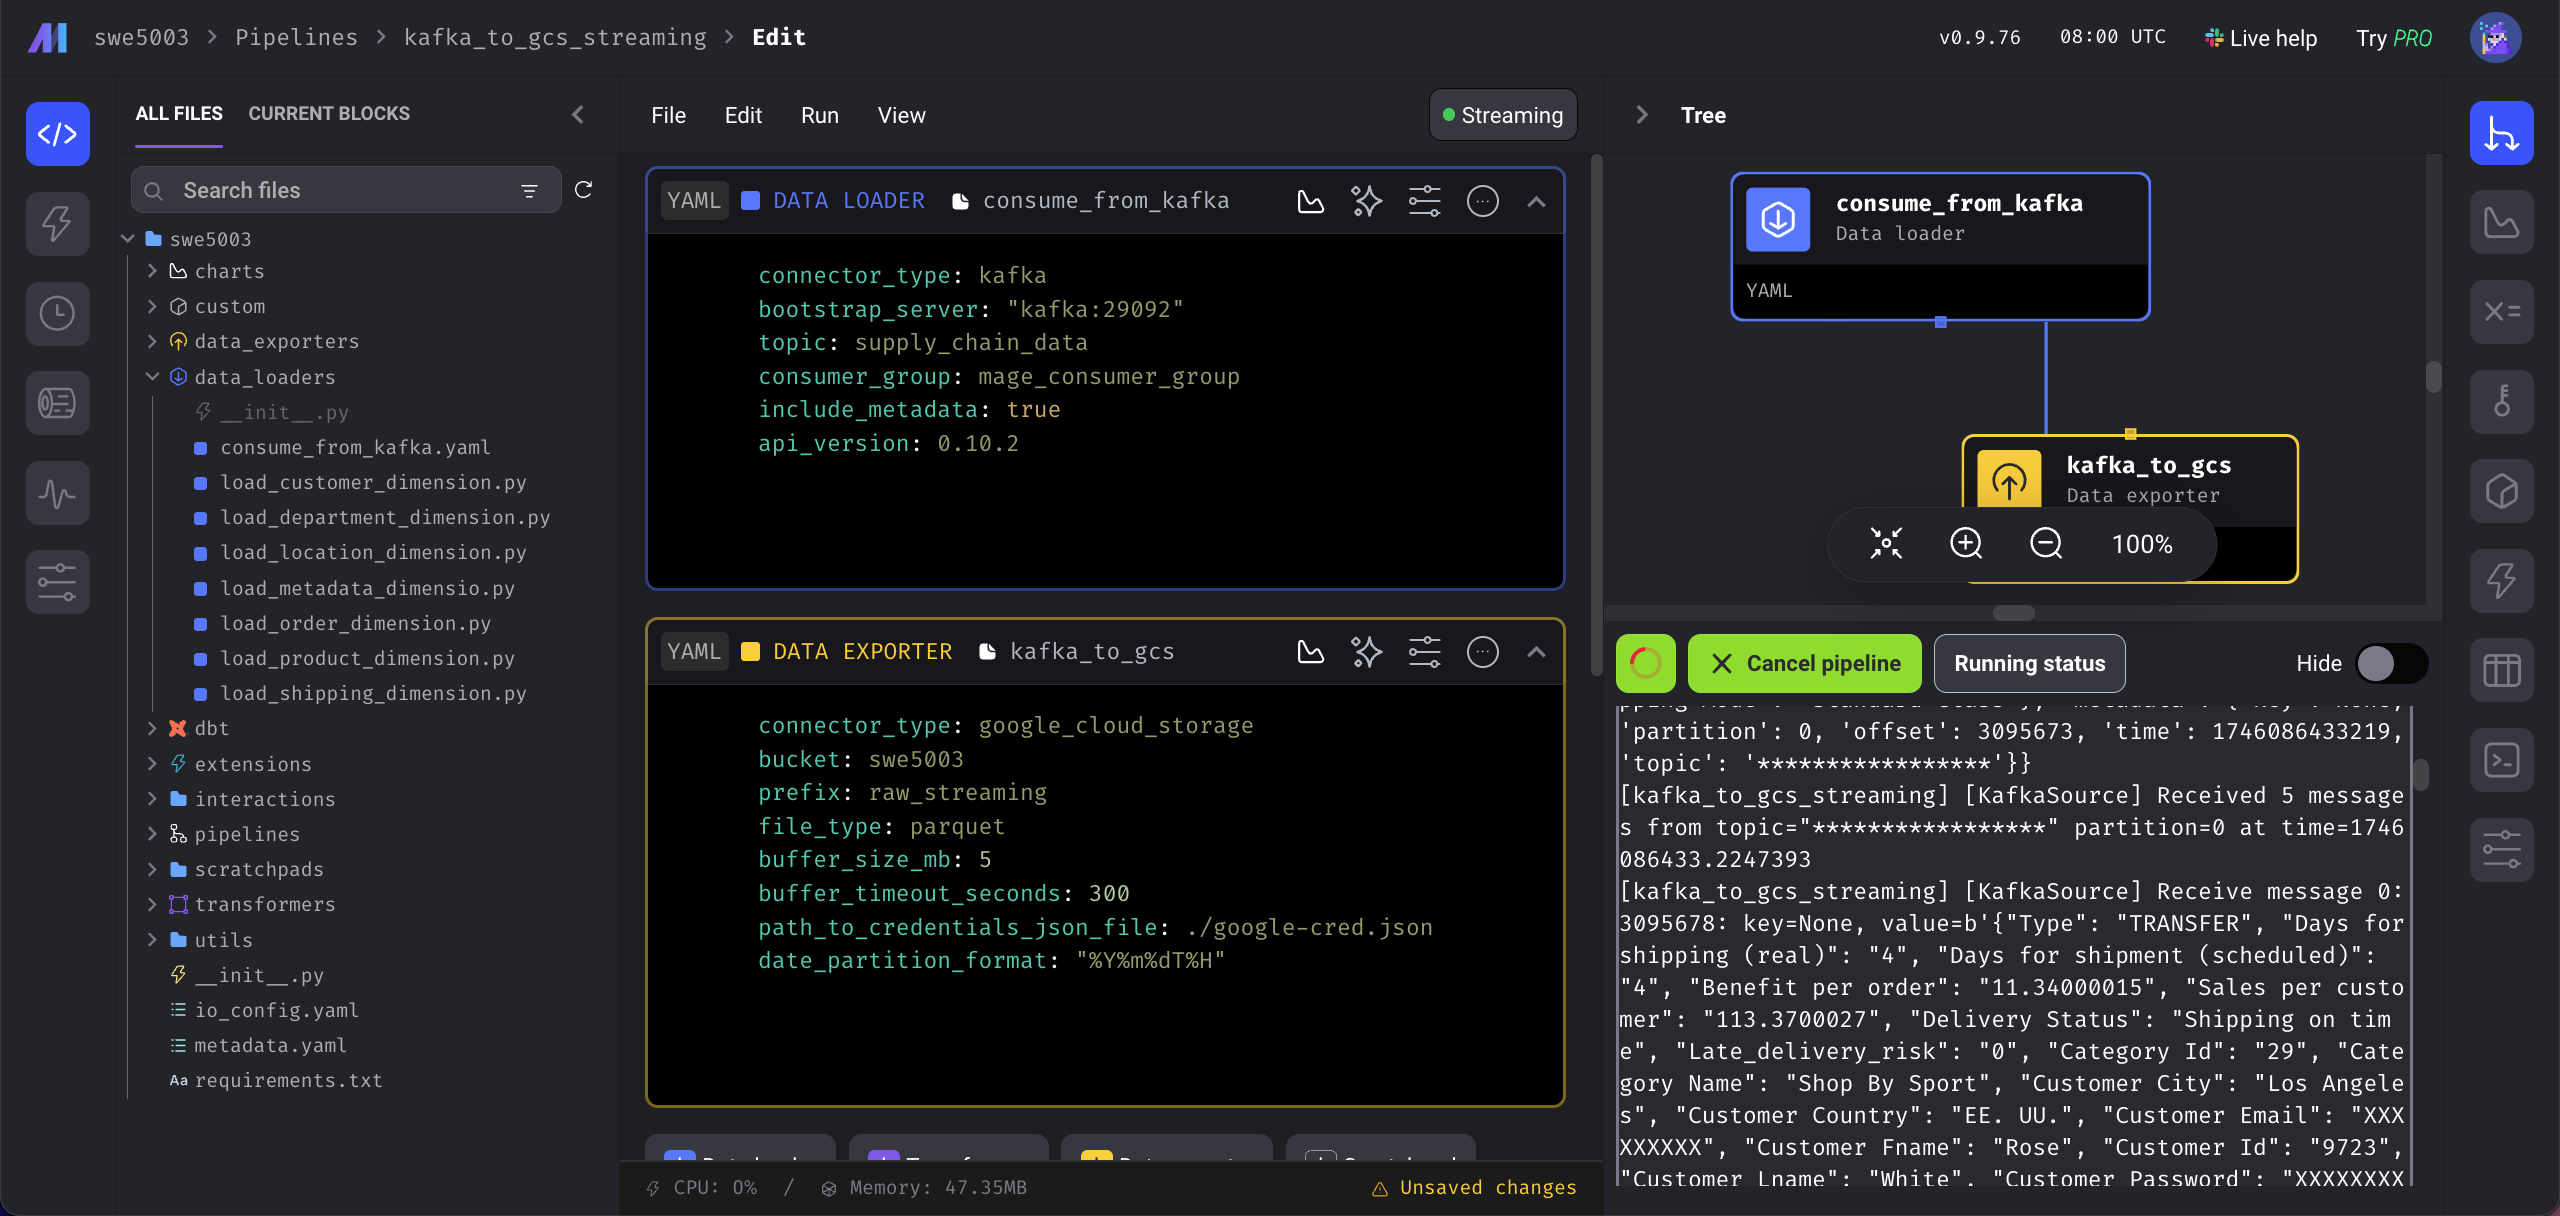 swe5003 > Pipelines > kafka_to_gcs_streaming > Edit
v0.9.76
08:00 UTC
Live help
Try PRO
ALL FILES
CURRENT BLOCKS
Search files
swe5003
charts
custom
data_exporters
data_loaders
__init__.py
consume_from_kafka.yaml
load_customer_dimension.py
load_department_dimension.py
load_location_dimension.py
load_metadata_dimensio.py
load_order_dimension.py
load_product_dimension.py
load_shipping_dimension.py
dbt
extensions
interactions
pipelines
scratchpads
transformers
utils
__init__.py
io_config.yaml
metadata.yaml
Aa requirements.txt
File Edit Run View
Streaming
YAML DATA LOADER consume_from_kafka
connector_type: kafka
bootstrap_server: "kafka:29092"
topic: supply_chain_data
consumer_group: mage_consumer_group
include_metadata: true
api_version: 0.10.2
YAML DATA EXPORTER kafka_to_gcs
connector_type: google_cloud_storage
bucket: swe5003
prefix: raw_streaming
file_type: parquet
buffer_size_mb: 5
buffer_timeout_seconds: 300
path_to_credentials_json_file: ./google-cred.json
date_partition_format: "%Y%m%dT%H"
CPU: 0% / Memory: 47.35MB
Unsaved changes
Tree
consume_from_kafka
Data loader
YAML
kafka_to_gcs
Data exporter
100%
Cancel pipeline
Running status
Hide
'partition': 0, 'offset': 3095673, 'time': 1746086433219,
'topic': '*****************'}}
[kafka_to_gcs_streaming] [KafkaSource] Received 5 message
s from topic="*****************" partition=0 at time=1746
086433.2247393
[kafka_to_gcs_streaming] [KafkaSource] Receive message 0:
3095678: key=None, value=b'{"Type": "TRANSFER", "Days for
shipping (real)": "4", "Days for shipment (scheduled)":
"4", "Benefit per order": "11.34000015", "Sales per custo
mer": "113.3700027", "Delivery Status": "Shipping on tim
e", "Late_delivery_risk": "0", "Category Id": "29", "Cate
gory Name": "Shop By Sport", "Customer City": "Los Angele
s", "Customer Country": "EE. UU.", "Customer Email": "XXX
XXXXXX", "Customer Fname": "Rose", "Customer Id": "9723",
"Customer Lname": "White", "Customer Password": "XXXXXXXX